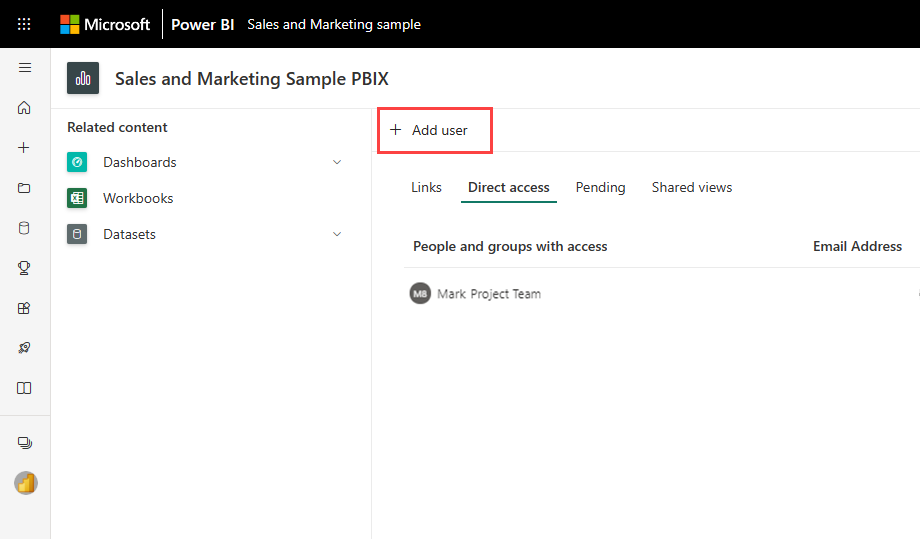 Microsoft Power BI Sales and Marketing sample
Sales and Marketing Sample PBIX
Related content
Dashboards
Workbooks
Datasets
+ Add user
Links Direct access Pending Shared views
People and groups with access Email Address
MB Mark Project Team